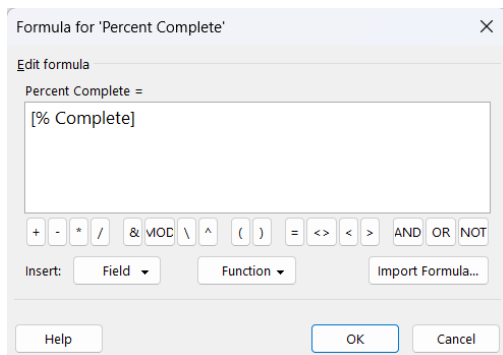 Formula for 'Percent Complete'
Edit formula
Percent Complete =
[% Complete]
+ - * / & MOD \ ^ ( ) = <> < > AND OR NOT
Insert: Field Function Import Formula...
Help OK Cancel